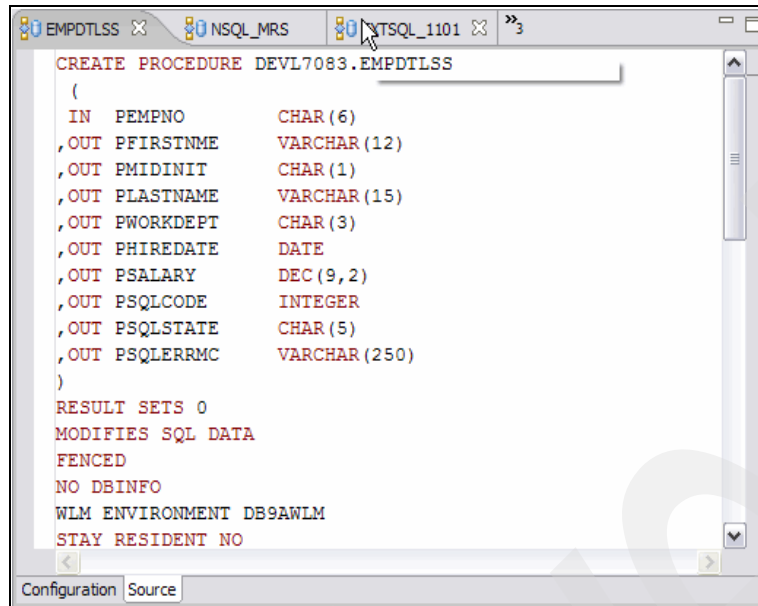 EMPDTLSS NSQL_MRS TSQL_1101 »3
CREATE PROCEDURE DEVL7083.EMPDTLSS
(
IN PEMPNO CHAR(6)
,OUT PFIRSTNME VARCHAR(12)
,OUT PMIDINIT CHAR(1)
,OUT PLASTNAME VARCHAR(15)
,OUT PWORKDEPT CHAR(3)
,OUT PHIREDATE DATE
,OUT PSALARY DEC(9,2)
,OUT PSQLCODE INTEGER
,OUT PSQLSTATE CHAR(5)
,OUT PSQLERRMC VARCHAR(250)
)
RESULT SETS 0
MODIFIES SQL DATA
FENCED
NO DBINFO
WLM ENVIRONMENT DB9AWLM
STAY RESIDENT NO
Configuration Source